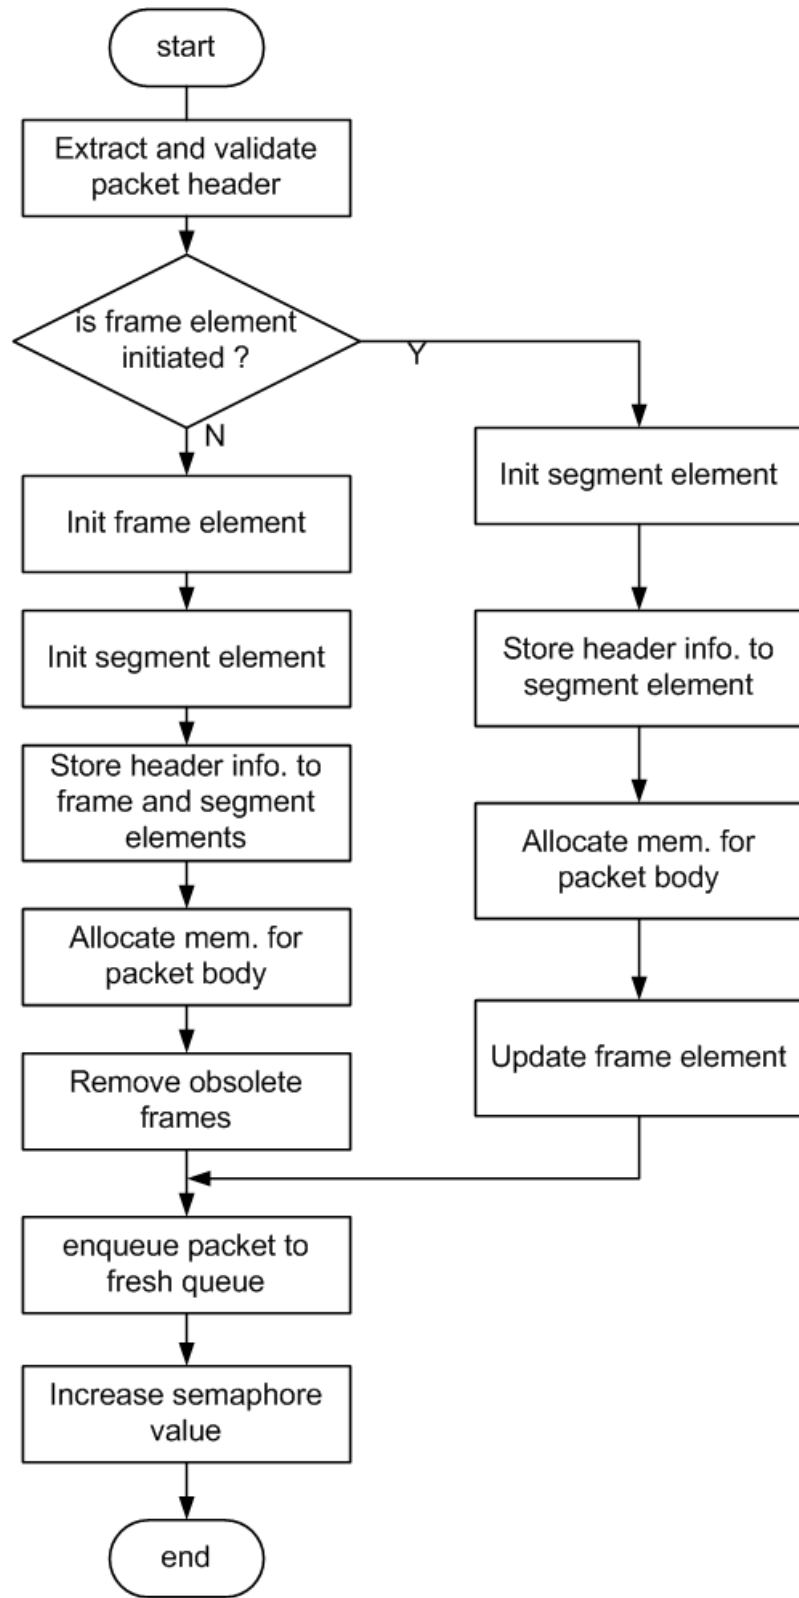 start
Extract and validate
packet header
is frame element
initiated ?
Y
N
Init frame element
Init segment element
Store header info. to
frame and segment
elements
Allocate mem. for
packet body
Remove obsolete
frames
Init segment element
Store header info. to
segment element
Allocate mem. for
packet body
Update frame element
enqueue packet to
fresh queue
Increase semaphore
value
end